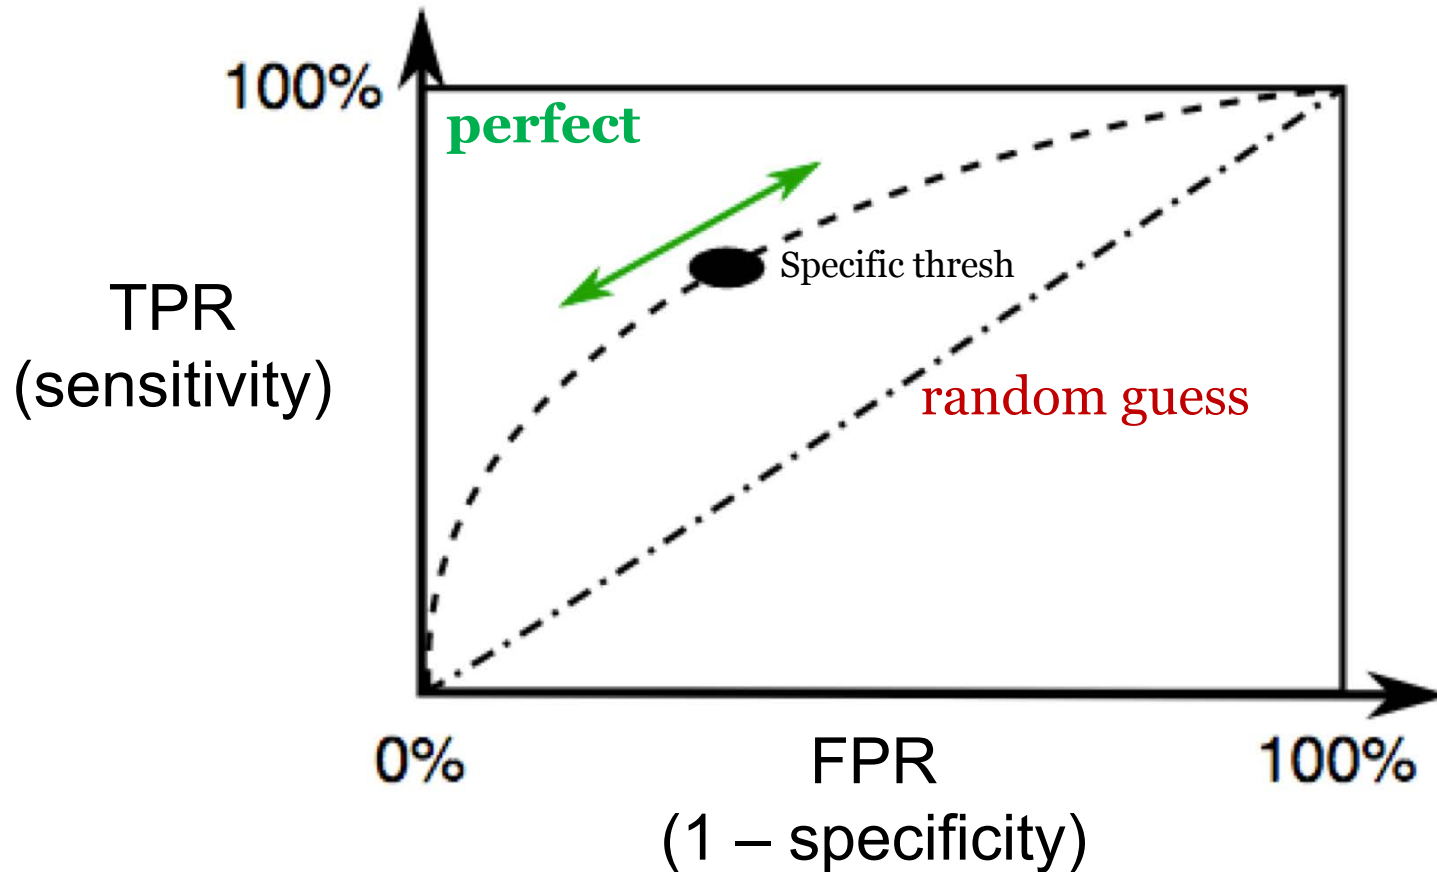 100%
perfect
Specific thresh
TPR
(sensitivity)
random guess
0%
FPR
100%
(1 – specificity)